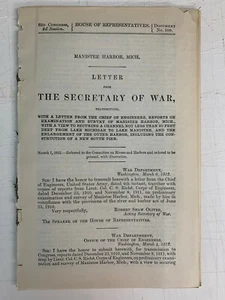 62d Congress,
2d Session.
HOUSE OF REPRESENTATIVES.
Document
No.
MANISTEE HARBOR, MICH.
LETTER
FROM
THE SECRETARY OF WAR,
TRANSMITTING,
WITH A LETTER FROM THE CHIEF OF ENGINEERS, REPORTS OF
EXAMINATION AND SURVEY OF MANISTEE HARBOR, MICH.,
WITH A VIEW TO SECURING A CHANNEL NOT LESS THAN 20 FEET
DEEP FROM LAKE MICHIGAN TO LAKE MANISTEE, AND THE
ENLARGEMENT OF THE OUTER HARBOR, INCLUDING THE CON-
STRUCTION OF A NEW SOUTH PIER.
March 7, 1912.—Referred to the Committee on Rivers and Harbors and ordered to be
printed, with illustration.
War Department,
Washington, March 6, 1912.
Sir: I have the honor to transmit herewith a letter from the Chief
of Engineers, United States Army, dated instant, together with
copies of reports from Lieut. Col. C. S. Riché, Corps of Engineers,
dated December 23, 1910, and November 9, 1911, on preliminary
examination and survey of Manistee Harbor, Mich., made by him in
compliance with the provisions of the river and harbor act of June
25, 1910.
Very respectfully,
Robert Shaw Oliver,
Acting Secretary of War.
The Speaker of the House of Representatives.
War Department,
Office of the Chief of Engineers,
Washington, March 1912.
Sir: I have the honor to submit herewith, for transmission to
Congress, reports dated December 23, 1910, and November 9, 1911,
by Lieut. Col. C. S. Riché, Corps of Engineers, on preliminary exami-
nation and survey of Manistee Harbor, Mich., with a view to securing